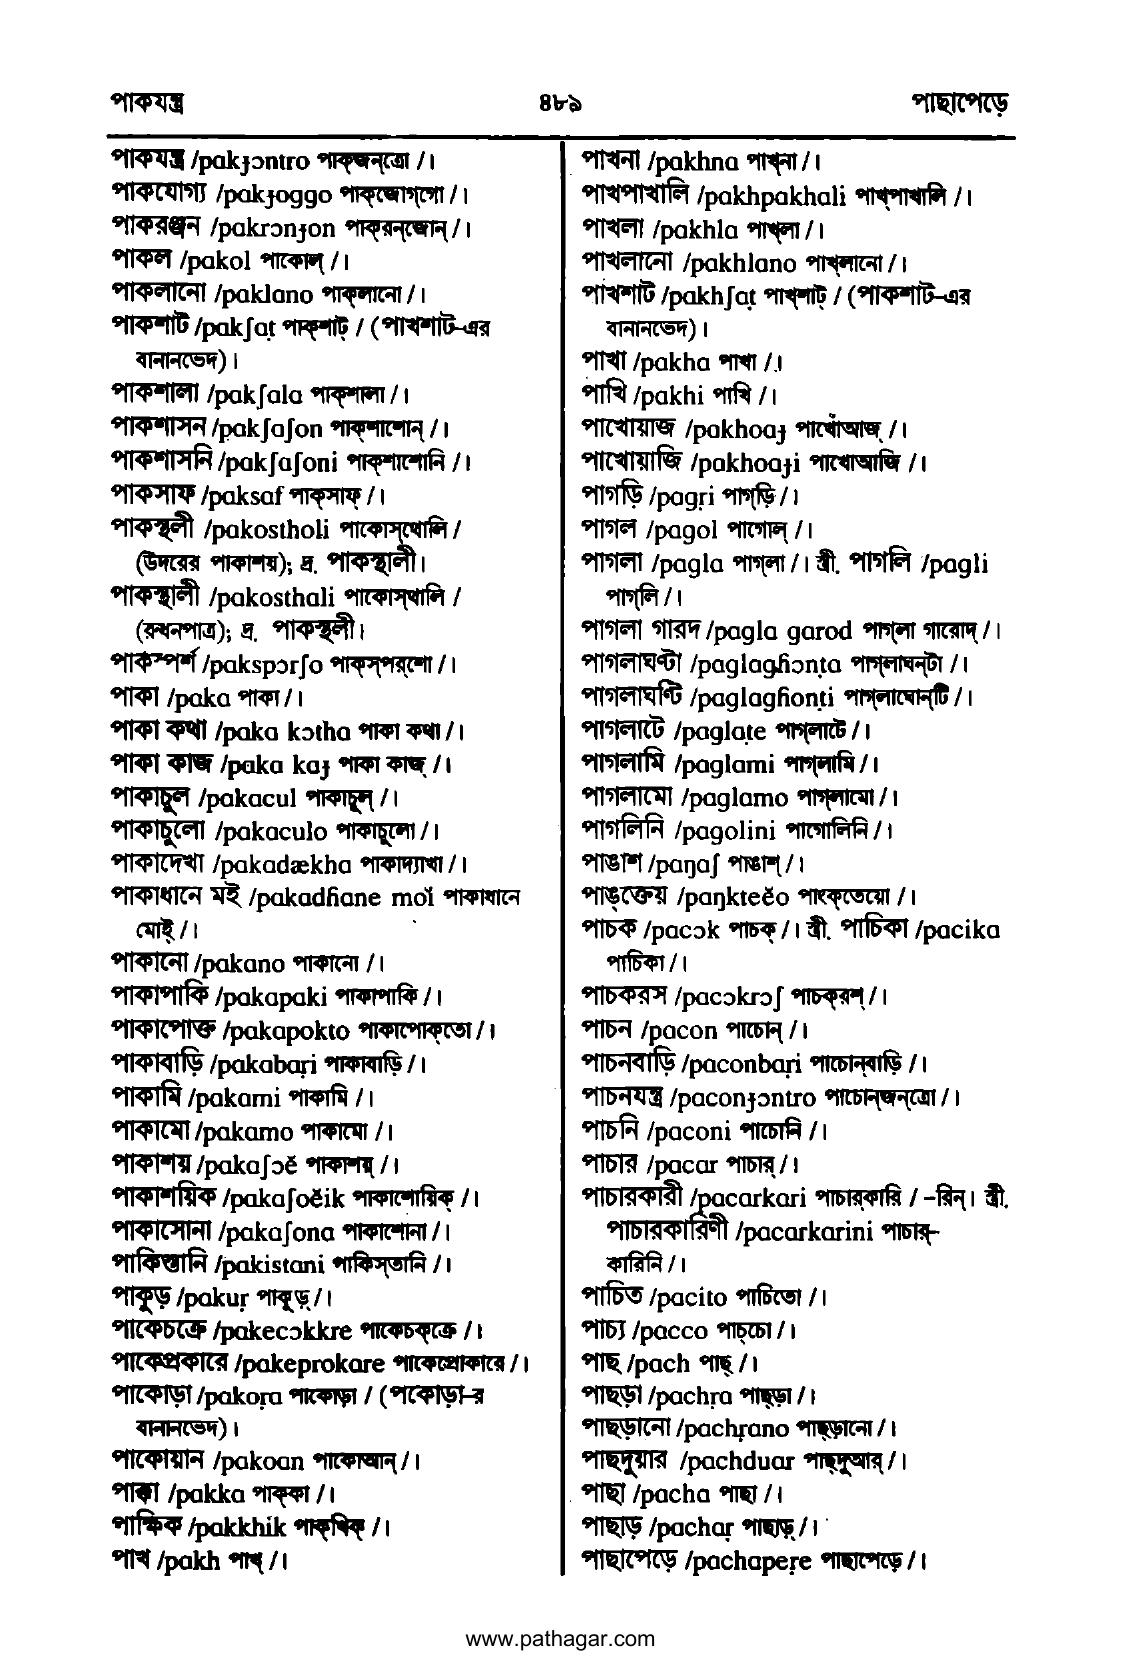 পাকযন্ত্র ৪৮৯ পাছাপেড়ে
পাকযন্ত্র /pakɟɔntro পাক্‌জন্‌ত্রো /।
পাকযোগ্য /pakɟoggo পাক্‌জোগ্‌গো /।
পাকরঞ্জন /pakrɔnɟon পাক্‌রন্‌জোন্ /।
পাকল /pakol পাকোল্ /।
পাকলানো /paklano পাক্‌লানো /।
পাকশাট /pakʃaṭ পাক্‌শাট্ / (পাখশাট-এর
বানানভেদ)।
পাকশালা /pakʃala পাক্‌শালা /।
পাকশাসন /pakʃaʃon পাক্‌শাশোন্ /।
পাকশাসনি /pakʃaʃoni পাক্‌শাশোনি /।
পাকসাফ /paksaf পাক্‌সাফ্ /।
পাকস্থলী /pakostholi পাকোস্‌থোলি /
(উদরের পাকাশয়); দ্র. পাকস্থালী।
পাকস্থালী /pakosthali পাকোস্‌থালি /
(রন্ধনপাত্র); দ্র. পাকস্থলী।
পাকস্পর্শ /pakspɔrʃo পাক্‌স্‌পর্‌শো /।
পাকা /paka পাকা /।
পাকা কথা /paka kɔtha পাকা কথা /।
পাকা কাজ /paka kaɟ পাকা কাজ্ /।
পাকাচুল /pakacul পাকাচুল্ /।
পাকাচুলো /pakaculo পাকাচুলো /।
পাকাদেখা /pakadækha পাকাদ্যাখা /।
পাকাধানে মই /pakadɦane moĭ পাকাধানে
মোই্ /।
পাকানো /pakano পাকানো /।
পাকাপাকি /pakapaki পাকাপাকি /।
পাকাপোক্ত /pakapokto পাকাপোক্‌তো /।
পাকাবাড়ি /pakabaṛi পাকাবাড়ি /।
পাকামি /pakami পাকামি /।
পাকামো /pakamo পাকামো /।
পাকাশয় /pakaʃɔĕ পাকাশয়্ /।
পাকাশয়িক /pakaʃoĕik পাকাশোয়িক্ /।
পাকাসোনা /pakaʃona পাকাশোনা /।
পাকিস্তানি /pakistani পাকিস্‌তানি /।
পাকুড় /pakuṛ পাকুড়্ /।
পাকেচক্রে /pakecɔkkre পাকেচক্‌ক্রে /।
পাকেপ্রকারে /pakeprokare পাকেপ্রোকারে /।
পাকোড়া /pakoṛa পাকোড়া / (পকোড়া-র
বানানভেদ)।
পাকোয়ান /pakoan পাকোআন্ /।
পাক্কা /pakka পাক্‌কা /।
পাক্ষিক /pakkhik পাক্‌খিক্ /।
পাখ /pakh পাখ্ /।
পাখনা /pakhna পাখ্‌না /।
পাখপাখালি /pakhpakhali পাখ্‌পাখালি /।
পাখলা /pakhla পাখ্‌লা /।
পাখলানো /pakhlano পাখ্‌লানো /।
পাখশাট /pakhʃaṭ পাখ্‌শাট্ / (পাকশাট-এর
বানানভেদ)।
পাখা /pakha পাখা /।
পাখি /pakhi পাখি /।
পাখোয়াজ /pakhoaɟ পাখোআজ্ /।
পাখোয়াজি /pakhoaɟi পাখোআজি /।
পাগড়ি /pagṛi পাগ্‌ড়ি /।
পাগল /pagol পাগোল্ /।
পাগলা /pagla পাগ্‌লা /। স্ত্রী. পাগলি /pagli
পাগ্‌লি /।
পাগলা গারদ /pagla garod পাগ্‌লা গারোদ্ /।
পাগলাঘণ্টা /paglagɦɔnṭa পাগ্‌লাঘন্‌টা /।
পাগলাঘণ্টি /paglagɦonṭi পাগ্‌লাঘোন্‌টি /।
পাগলাটে /paglaṭe পাগ্‌লাটে /।
পাগলামি /paglami পাগ্‌লামি /।
পাগলামো /paglamo পাগ্‌লামো /।
পাগলিনি /pagolini পাগোলিনি /।
পাঙাশ /paŋaʃ পাঙাশ্ /।
পাঙ্‌ক্তেয় /paŋkteĕo পাংক্‌তেয়ো /।
পাচক /pacɔk পাচক্ /। স্ত্রী. পাচিকা /pacika
পাচিকা /।
পাচকরস /pacɔkrɔʃ পাচক্‌রশ্ /।
পাচন /pacon পাচোন্ /।
পাচনবাড়ি /paconbaṛi পাচোন্‌বাড়ি /।
পাচনযন্ত্র /paconɟɔntro পাচোন্‌জন্‌ত্রো /।
পাচনি /paconi পাচোনি /।
পাচার /pacar পাচার্ /।
পাচারকারী /pacarkari পাচার্‌কারি / -রিন্। স্ত্রী.
পাচারকারিণী /pacarkarini পাচার্-
কারিনি /।
পাচিত /pacito পাচিতো /।
পাচ্য /pacco পাচ্‌চো /।
পাছ /pach পাছ্ /।
পাছড়া /pachṛa পাছ্‌ড়া /।
পাছড়ানো /pachṛano পাছ্‌ড়ানো /।
পাছদুয়ার /pachduar পাছ্‌দুআর্ /।
পাছা /pacha পাছা /।
পাছাড় /pachaṛ পাছাড়্ /।
পাছাপেড়ে /pachapeṛe পাছাপেড়ে /।
www.pathagar.com